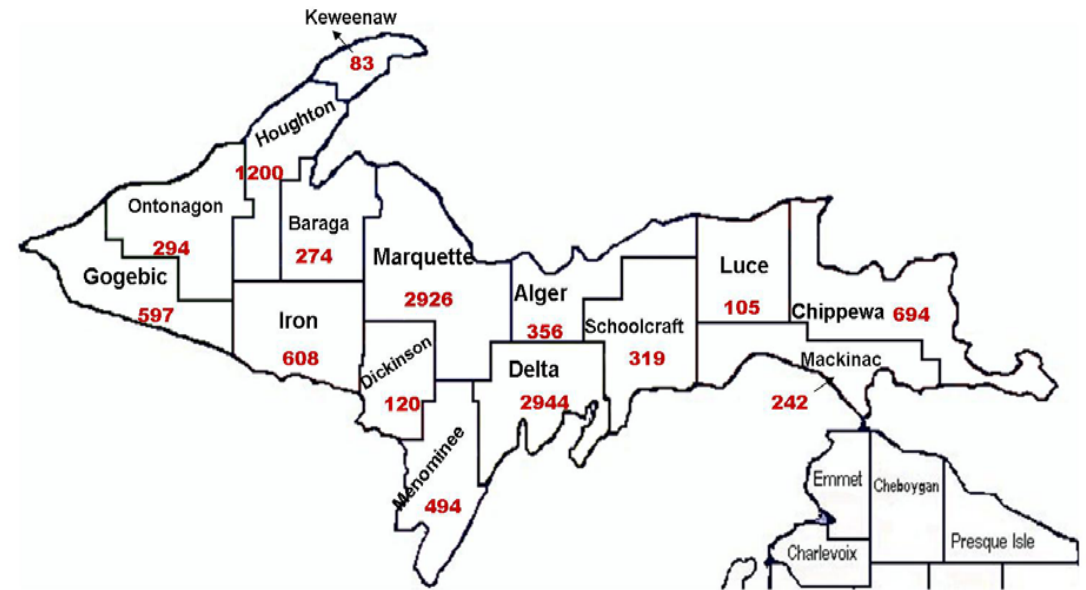 Keweenaw
83
Houghton
1200
Ontonagon
294
Baraga
274
Gogebic
597
Marquette
2926
Iron
608
Dickinson
120
Menominee
494
Alger
356
Delta
2944
Schoolcraft
319
Luce
105
Chippewa 694
Mackinac
242
Emmet
Cheboygan
Charlevoix
Presque Isle